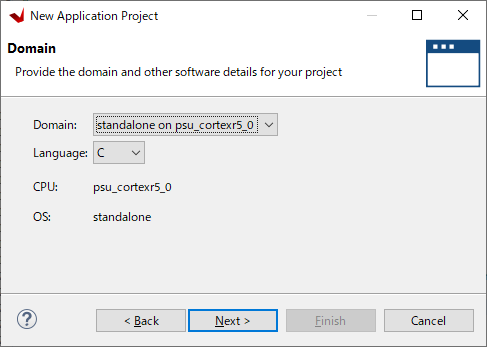 New Application Project
Domain
Provide the domain and other software details for your project
Domain: standalone on psu_cortexr5_0
Language: C
CPU: psu_cortexr5_0
OS: standalone
? < Back Next > Finish Cancel